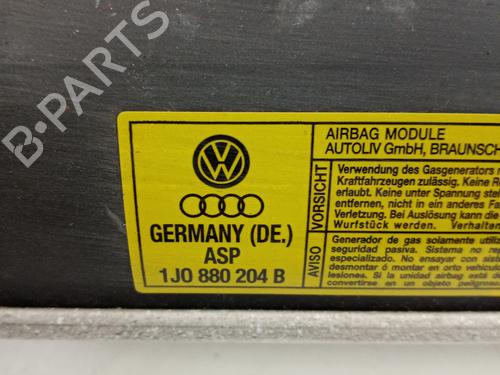 B-PARTS
AIRBAG MODULE
AUTOLIV GmbH,
VORSICHT
Verwendung des Gasgenerators
Kraftfahrzeugen zulässig. Keine
erlaubt. Keine unter Spannung
entfernen, nicht in ein anderes
Verletzung. Bei Auslösung kann die
Wurfstück werden. Verhalten
GERMANY (DE.)
ASP
1J0 880 204 B
AVISO
Generador de gas solamente
seguridad pasiva. Sistema no
especializado. No ensayar con
desmontar ó montar en orto
lesiones. Si la unidad airbag
convertirse en un objeto